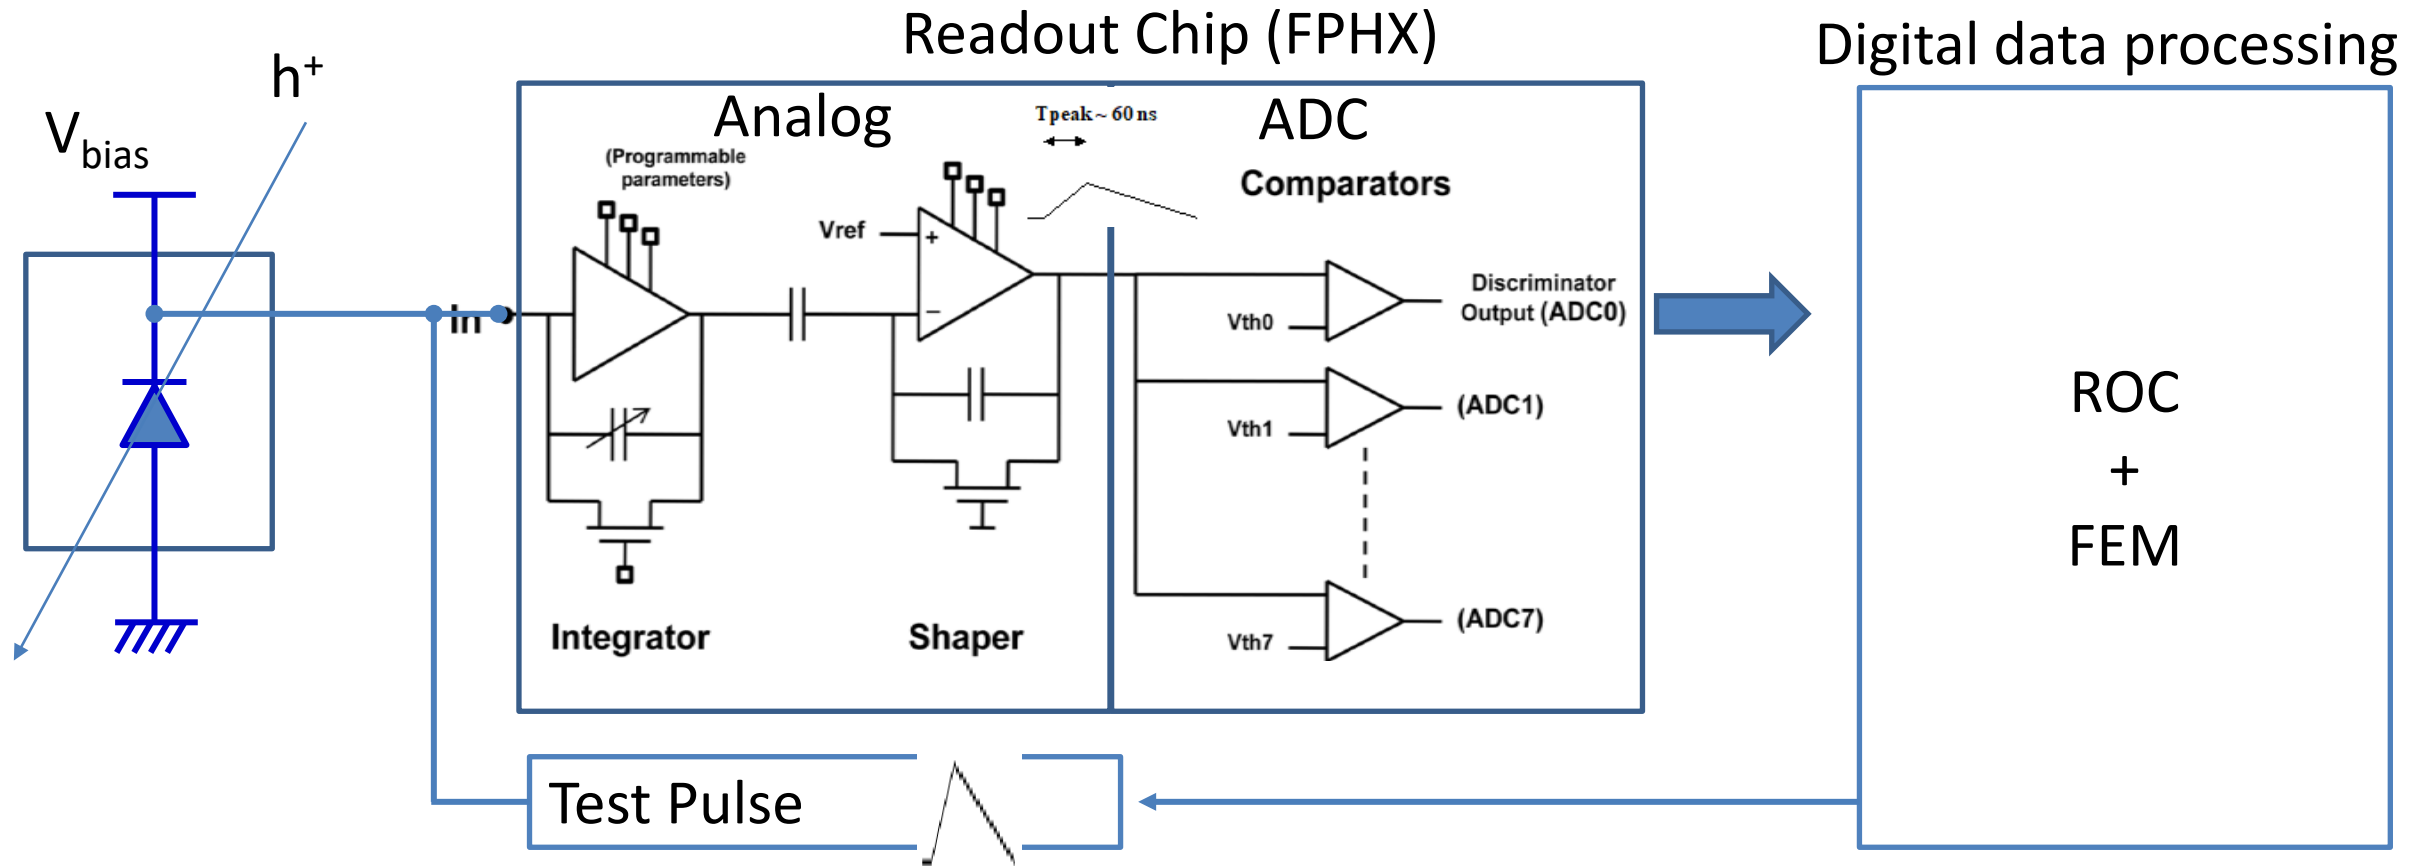 Readout Chip (FPHX)
Digital data processing
h+
Vbias
Analog
Tpeak~ 60 ns
ADC
(Programmable
parameters)
Comparators
Vref
+
−
In
Discriminator
Output (ADC0)
Vth0
(ADC1)
Vth1
(ADC7)
Vth7
Integrator
Shaper
ROC
+
FEM
Test Pulse